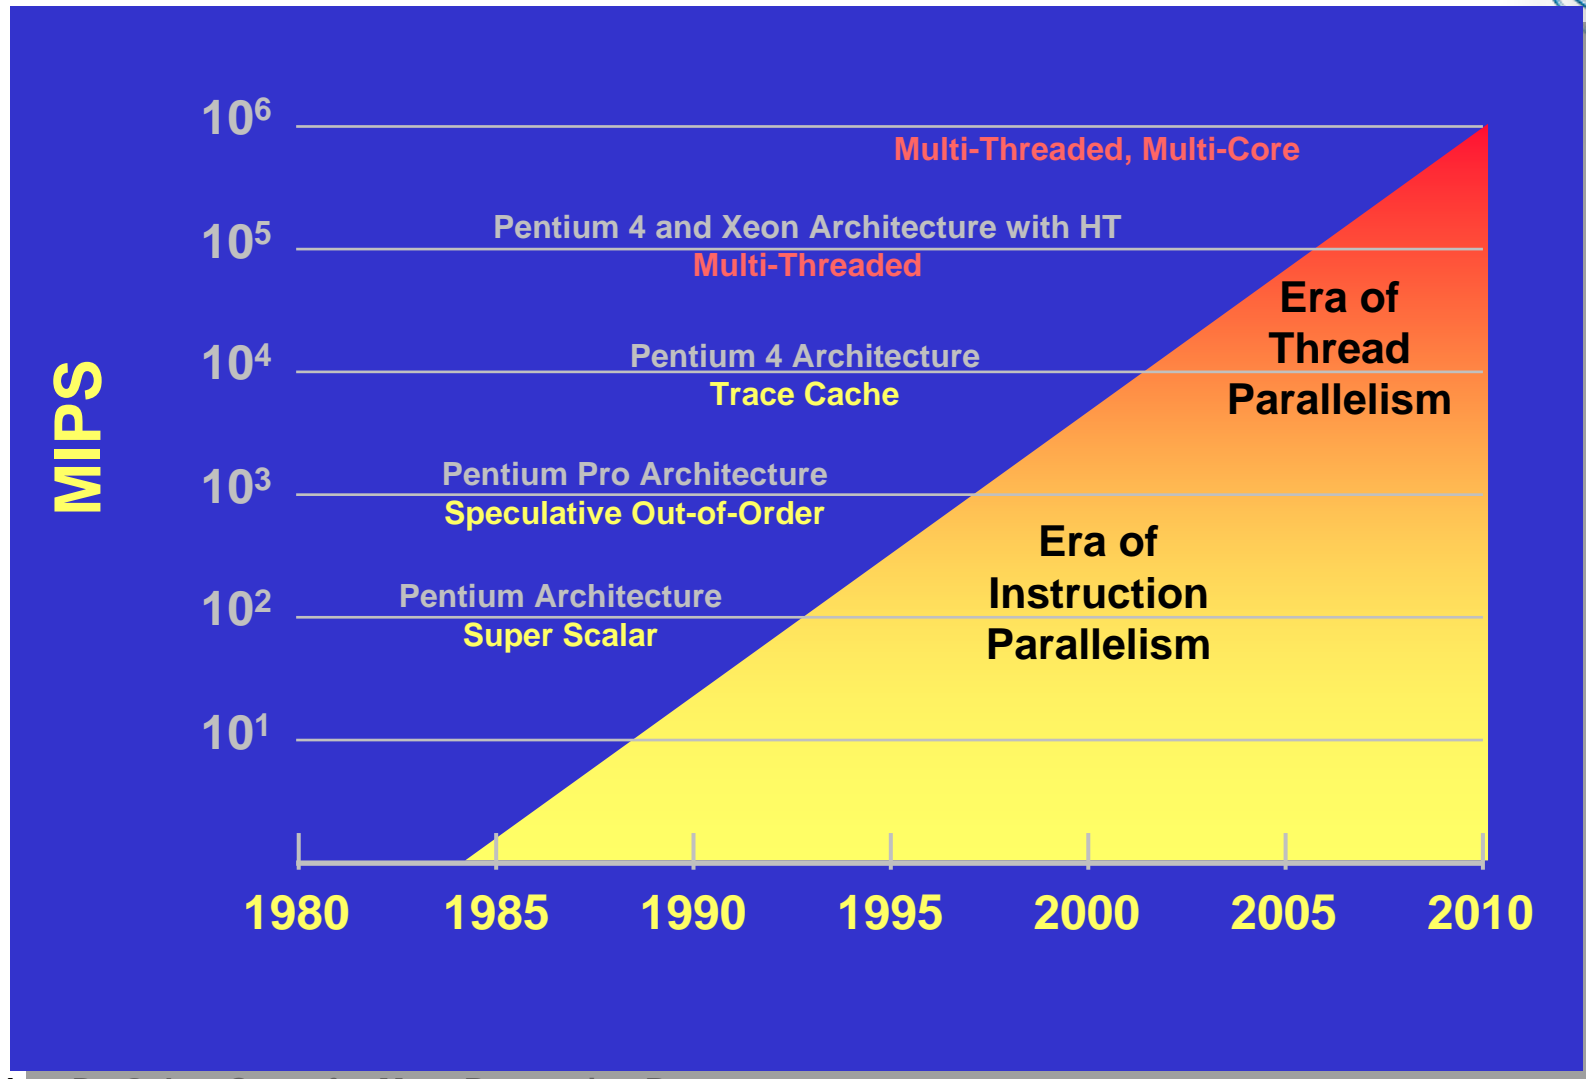 10⁶
Multi-Threaded, Multi-Core
Pentium 4 and Xeon Architecture with HT
10⁵
Multi-Threaded
Era of
Thread
Parallelism
Pentium 4 Architecture
10⁴
Trace Cache
MIPS
Pentium Pro Architecture
10³
Speculative Out-of-Order
Era of
Instruction
Parallelism
Pentium Architecture
10²
Super Scalar
10¹
1980 1985 1990 1995 2000 2005 2010